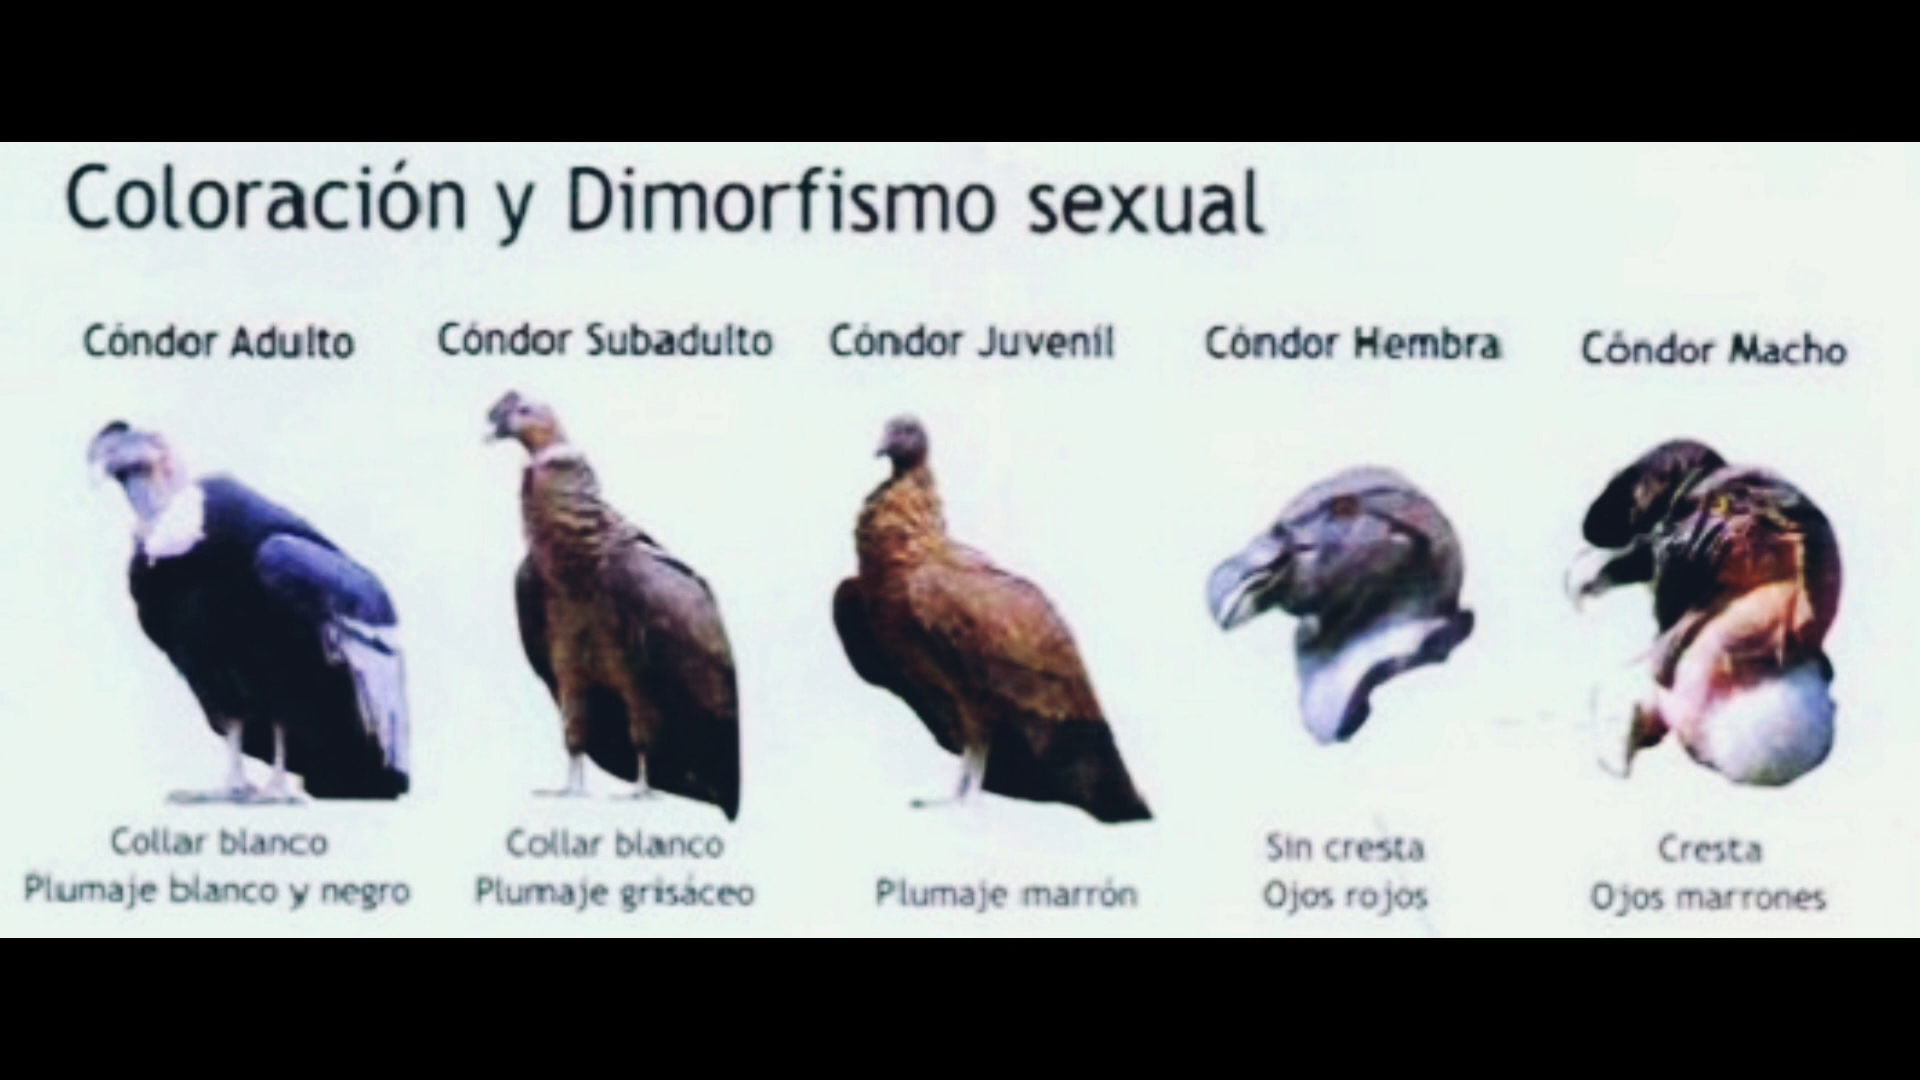 Coloración y Dimorfismo sexual
Cóndor Adulto
Cóndor Subadulto
Cóndor Juvenil
Cóndor Hembra
Cóndor Macho
Collar blanco
Plumaje blanco y negro
Collar blanco
Plumaje grisáceo
Plumaje marrón
Sin cresta
Ojos rojos
Cresta
Ojos marrones